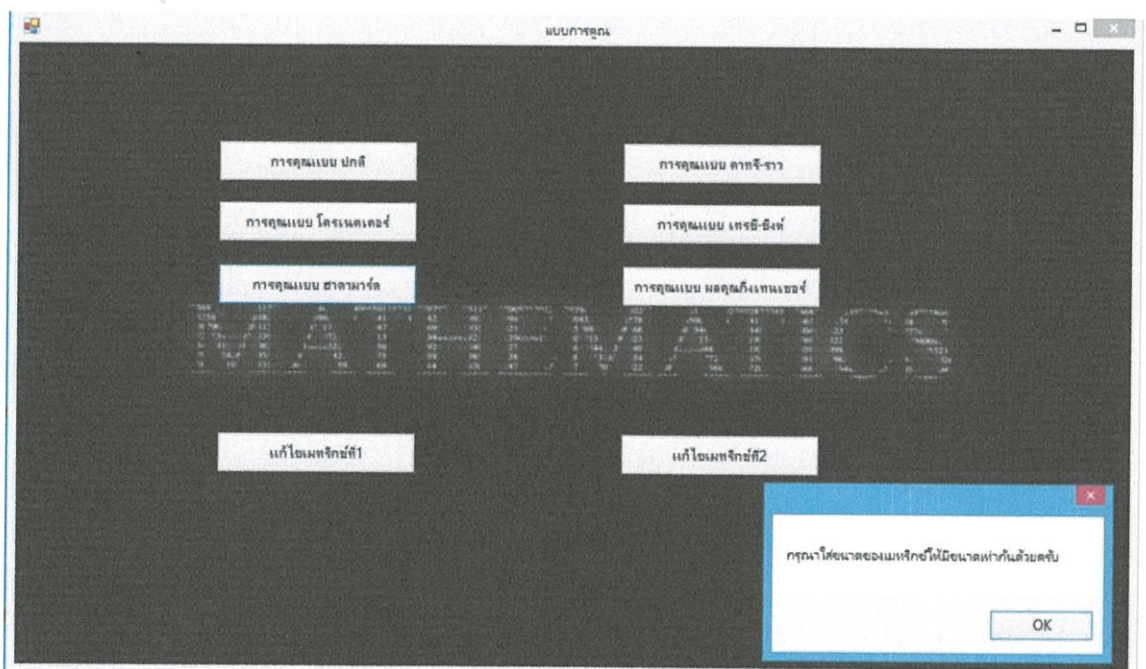 แบบการคูณ
การคูณแบบ ปกติ
การคูณแบบ คาทรี-ราว
การคูณแบบ โครเนคเตอร์
การคูณแบบ เทรซี-ซิงห์
การคูณแบบ ฮาดามาร์ด
การคูณแบบ ผลคูณกึ่งเทนเซอร์
MATHEMATICS
แก้ไขเมทริกซ์ที่1
แก้ไขเมทริกซ์ที่2
กรุณาใส่ขนาดของเมทริกซ์ให้มีขนาดเท่ากันด้วยครับ
OK